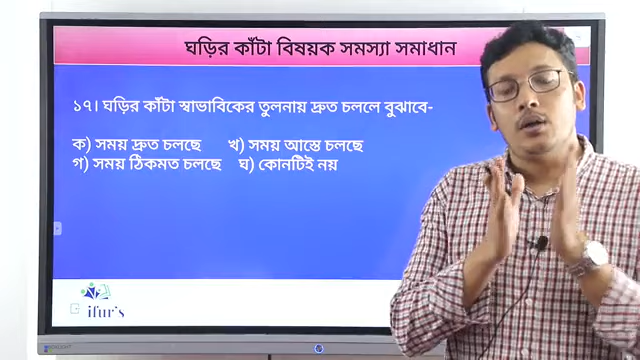 ঘড়ির কাঁটা বিষয়ক সমস্যা সমাধান
১৭। ঘড়ির কাঁটা স্বাভাবিকের তুলনায় দ্রুত চললে বুঝাবে-
ক) সময় দ্রুত চলছে খ) সময় আস্তে চলছে
গ) সময় ঠিকমত চলছে ঘ) কোনটিই নয়
ifur's